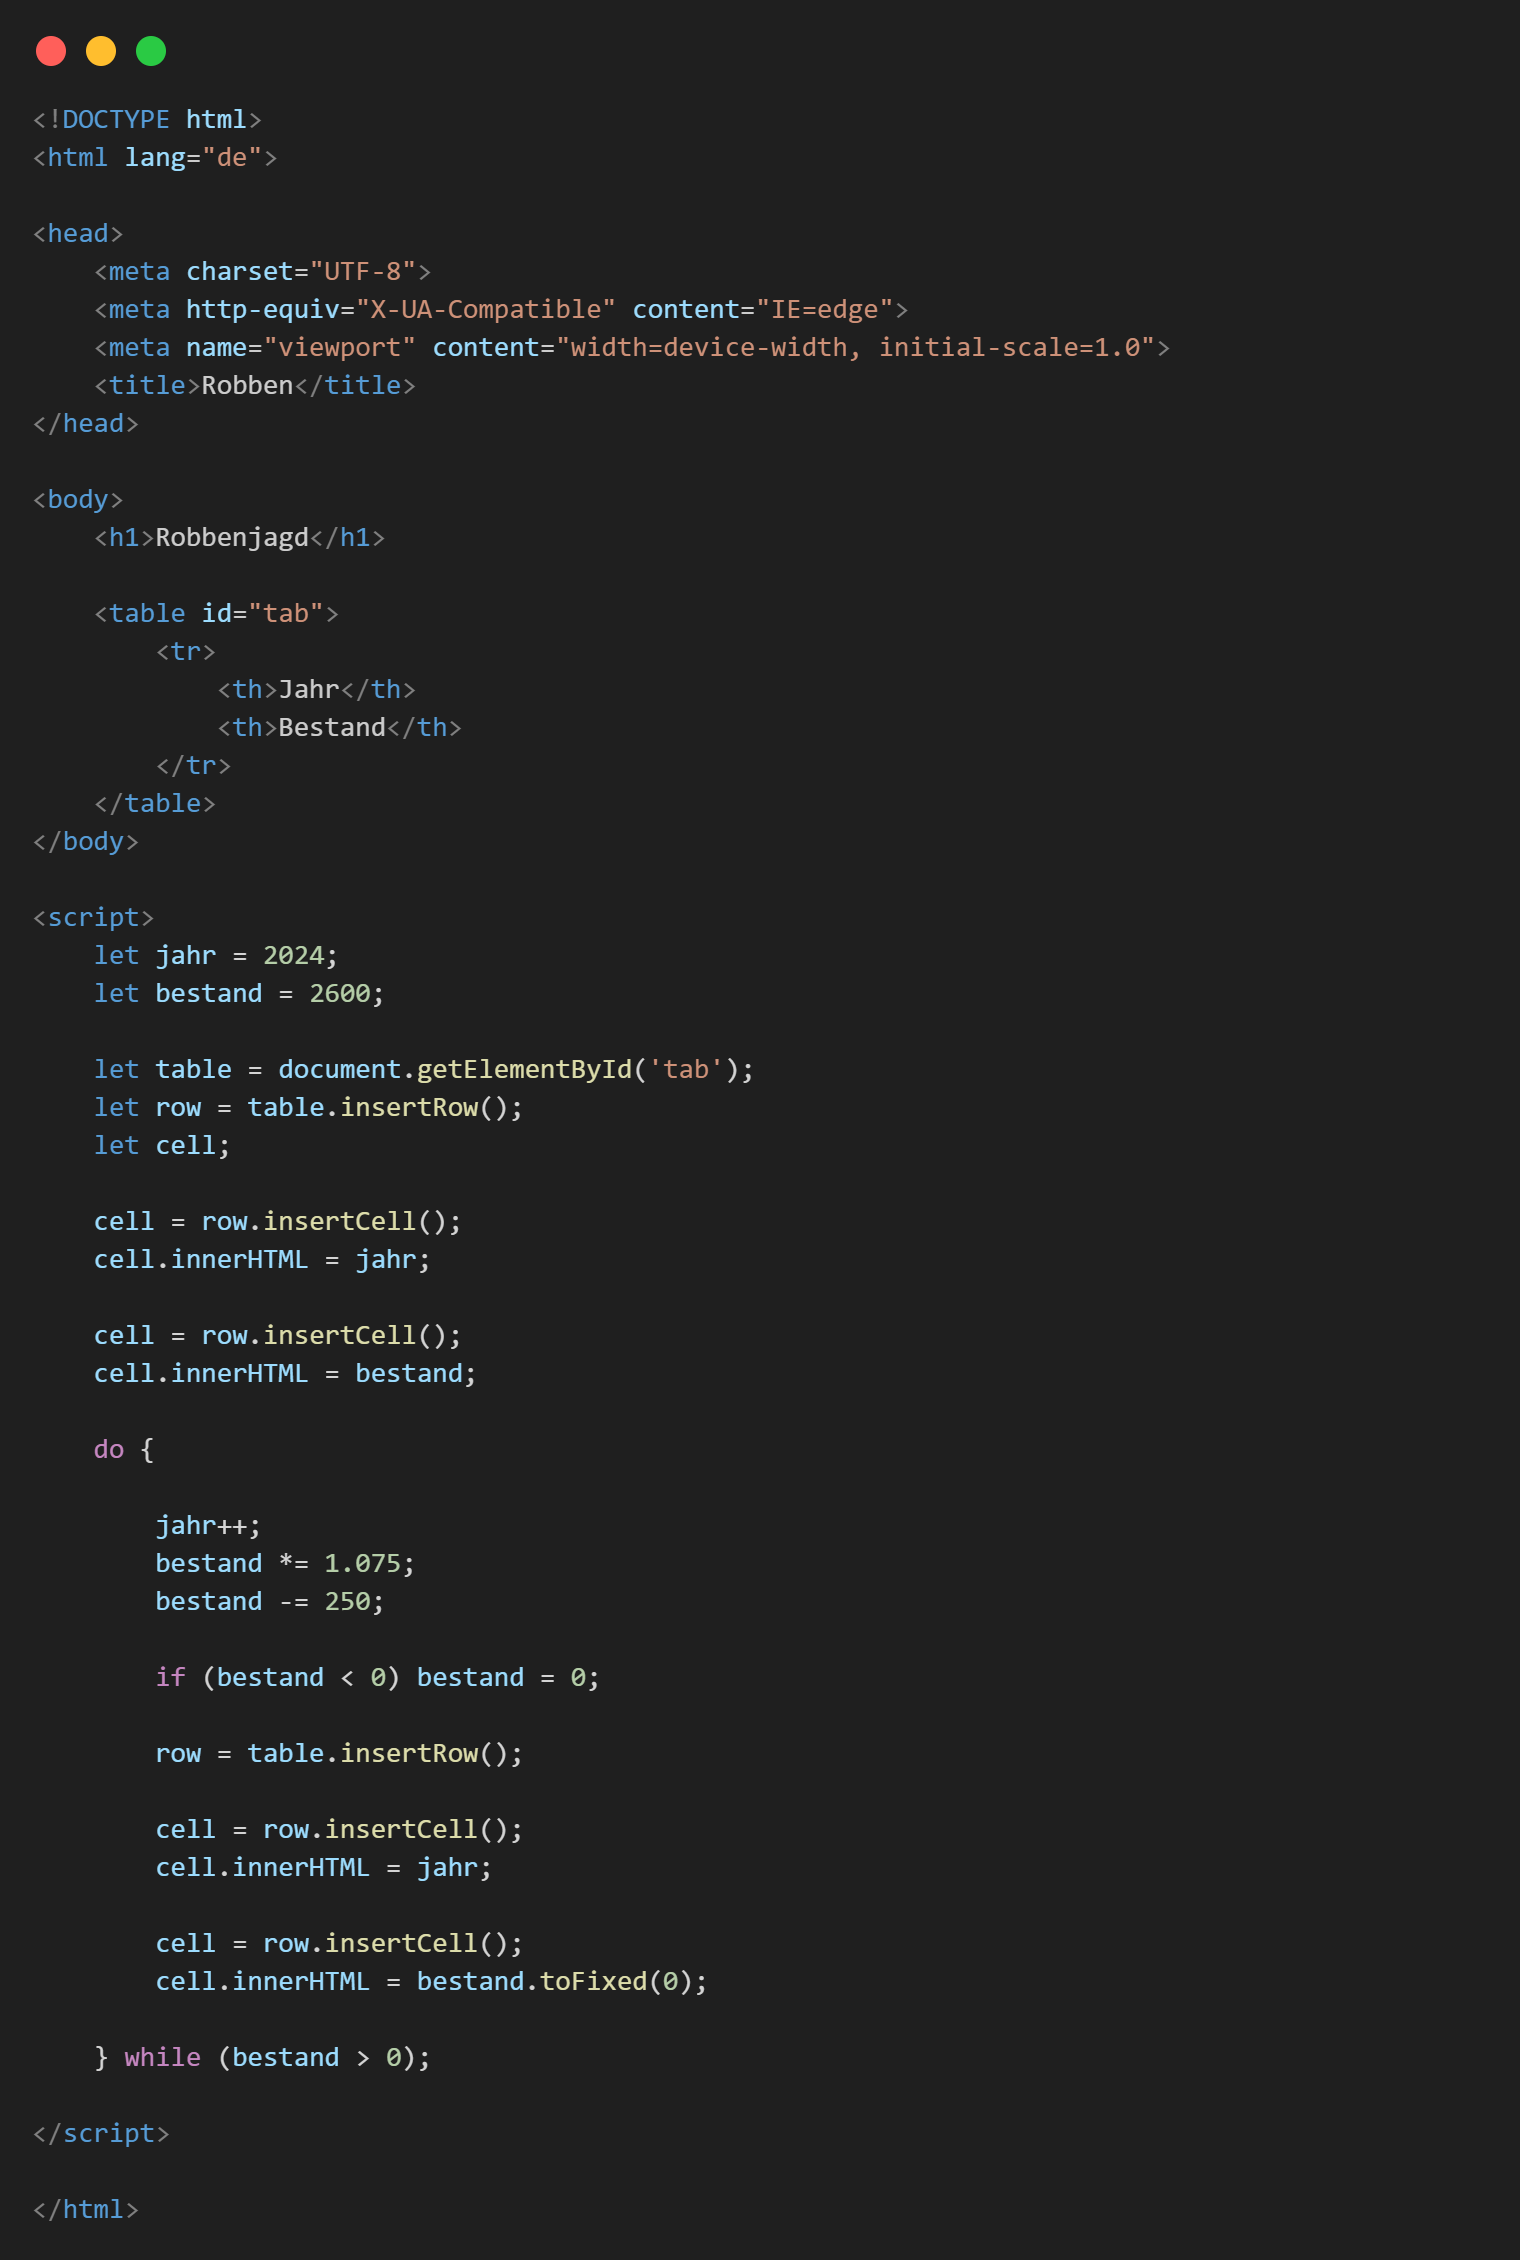 <!DOCTYPE html>
<html lang="de">

<head>
    <meta charset="UTF-8">
    <meta http-equiv="X-UA-Compatible" content="IE=edge">
    <meta name="viewport" content="width=device-width, initial-scale=1.0">
    <title>Robben</title>
</head>

<body>
    <h1>Robbenjagd</h1>

    <table id="tab">
        <tr>
            <th>Jahr</th>
            <th>Bestand</th>
        </tr>
    </table>
</body>

<script>
    let jahr = 2024;
    let bestand = 2600;

    let table = document.getElementById('tab');
    let row = table.insertRow();
    let cell;

    cell = row.insertCell();
    cell.innerHTML = jahr;

    cell = row.insertCell();
    cell.innerHTML = bestand;

    do {

        jahr++;
        bestand *= 1.075;
        bestand -= 250;

        if (bestand < 0) bestand = 0;

        row = table.insertRow();

        cell = row.insertCell();
        cell.innerHTML = jahr;

        cell = row.insertCell();
        cell.innerHTML = bestand.toFixed(0);

    } while (bestand > 0);

</script>

</html>